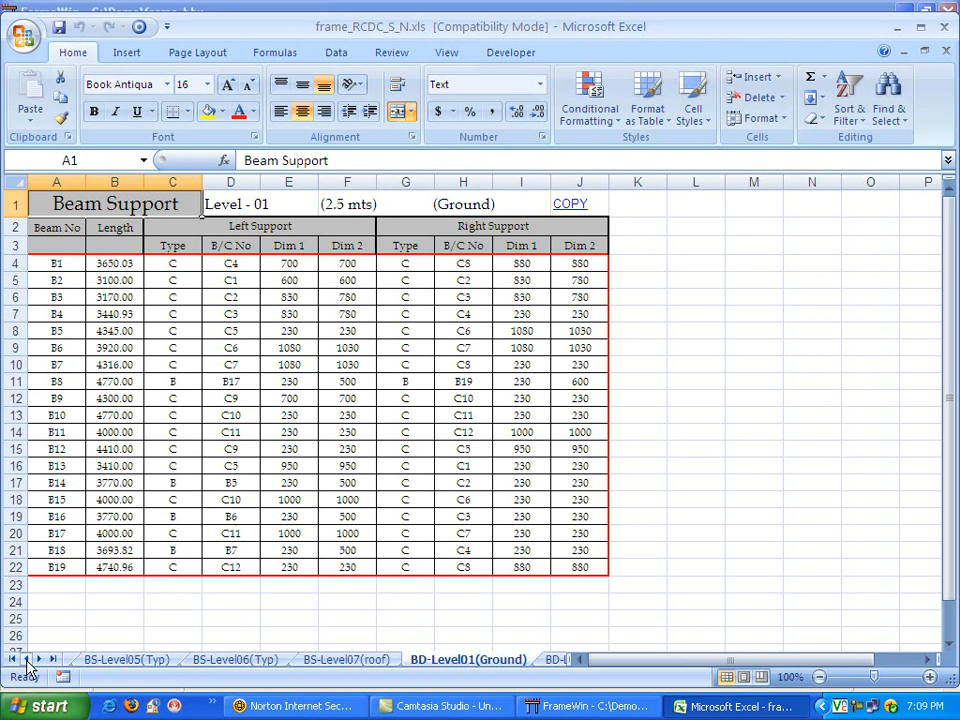 frame_RCDC_S_N.xls [Compatibility Mode] - Microsoft Excel
Home Insert Page Layout Formulas Data Review View Developer
Paste Book Antiqua 16 Text Conditional Formatting Format as Table Cell Styles Insert Delete Format Sort & Filter Find & Select
B I U A $ % , Σ
Clipboard Font Alignment Number Styles Cells Editing
A1 fx Beam Support
A B C D E F G H I J K L M N O P
1 Beam Support Level - 01 (2.5 mts) (Ground) COPY
2 Beam No Length Left Support Right Support
3 Type B/C No Dim 1 Dim 2 Type B/C No Dim 1 Dim 2
4 B1 3650.03 C C4 700 700 C C8 880 880
5 B2 3100.00 C C1 600 600 C C2 830 780
6 B3 3170.00 C C2 830 780 C C3 830 780
7 B4 3440.93 C C3 830 780 C C4 230 230
8 B5 4345.00 C C5 230 230 C C6 1080 1030
9 B6 3920.00 C C6 1080 1030 C C7 1080 1030
10 B7 4316.00 C C7 1080 1030 C C8 230 230
11 B8 4770.00 B B17 230 500 B B19 230 600
12 B9 4300.00 C C9 700 700 C C10 230 230
13 B10 4770.00 C C10 230 230 C C11 230 230
14 B11 4000.00 C C11 230 230 C C12 1000 1000
15 B12 4410.00 C C9 230 230 C C5 950 950
16 B13 3410.00 C C5 950 950 C C1 230 230
17 B14 3770.00 B B5 230 500 C C2 230 230
18 B15 4000.00 C C10 1000 1000 C C6 230 230
19 B16 3770.00 B B6 230 500 C C3 230 230
20 B17 4000.00 C C11 1000 1000 C C7 230 230
21 B18 3693.82 B B7 230 500 C C4 230 230
22 B19 4740.96 C C12 230 230 C C8 880 880
23
24
25
26
BS-Level05(Typ) BS-Level06(Typ) BS-Level07(roof) BD-Level01(Ground) BD-L
100%
start Norton Internet Sec... Camtasia Studio - Un... FrameWin - C:\Demo... Microsoft Excel - fra... 7:09 PM